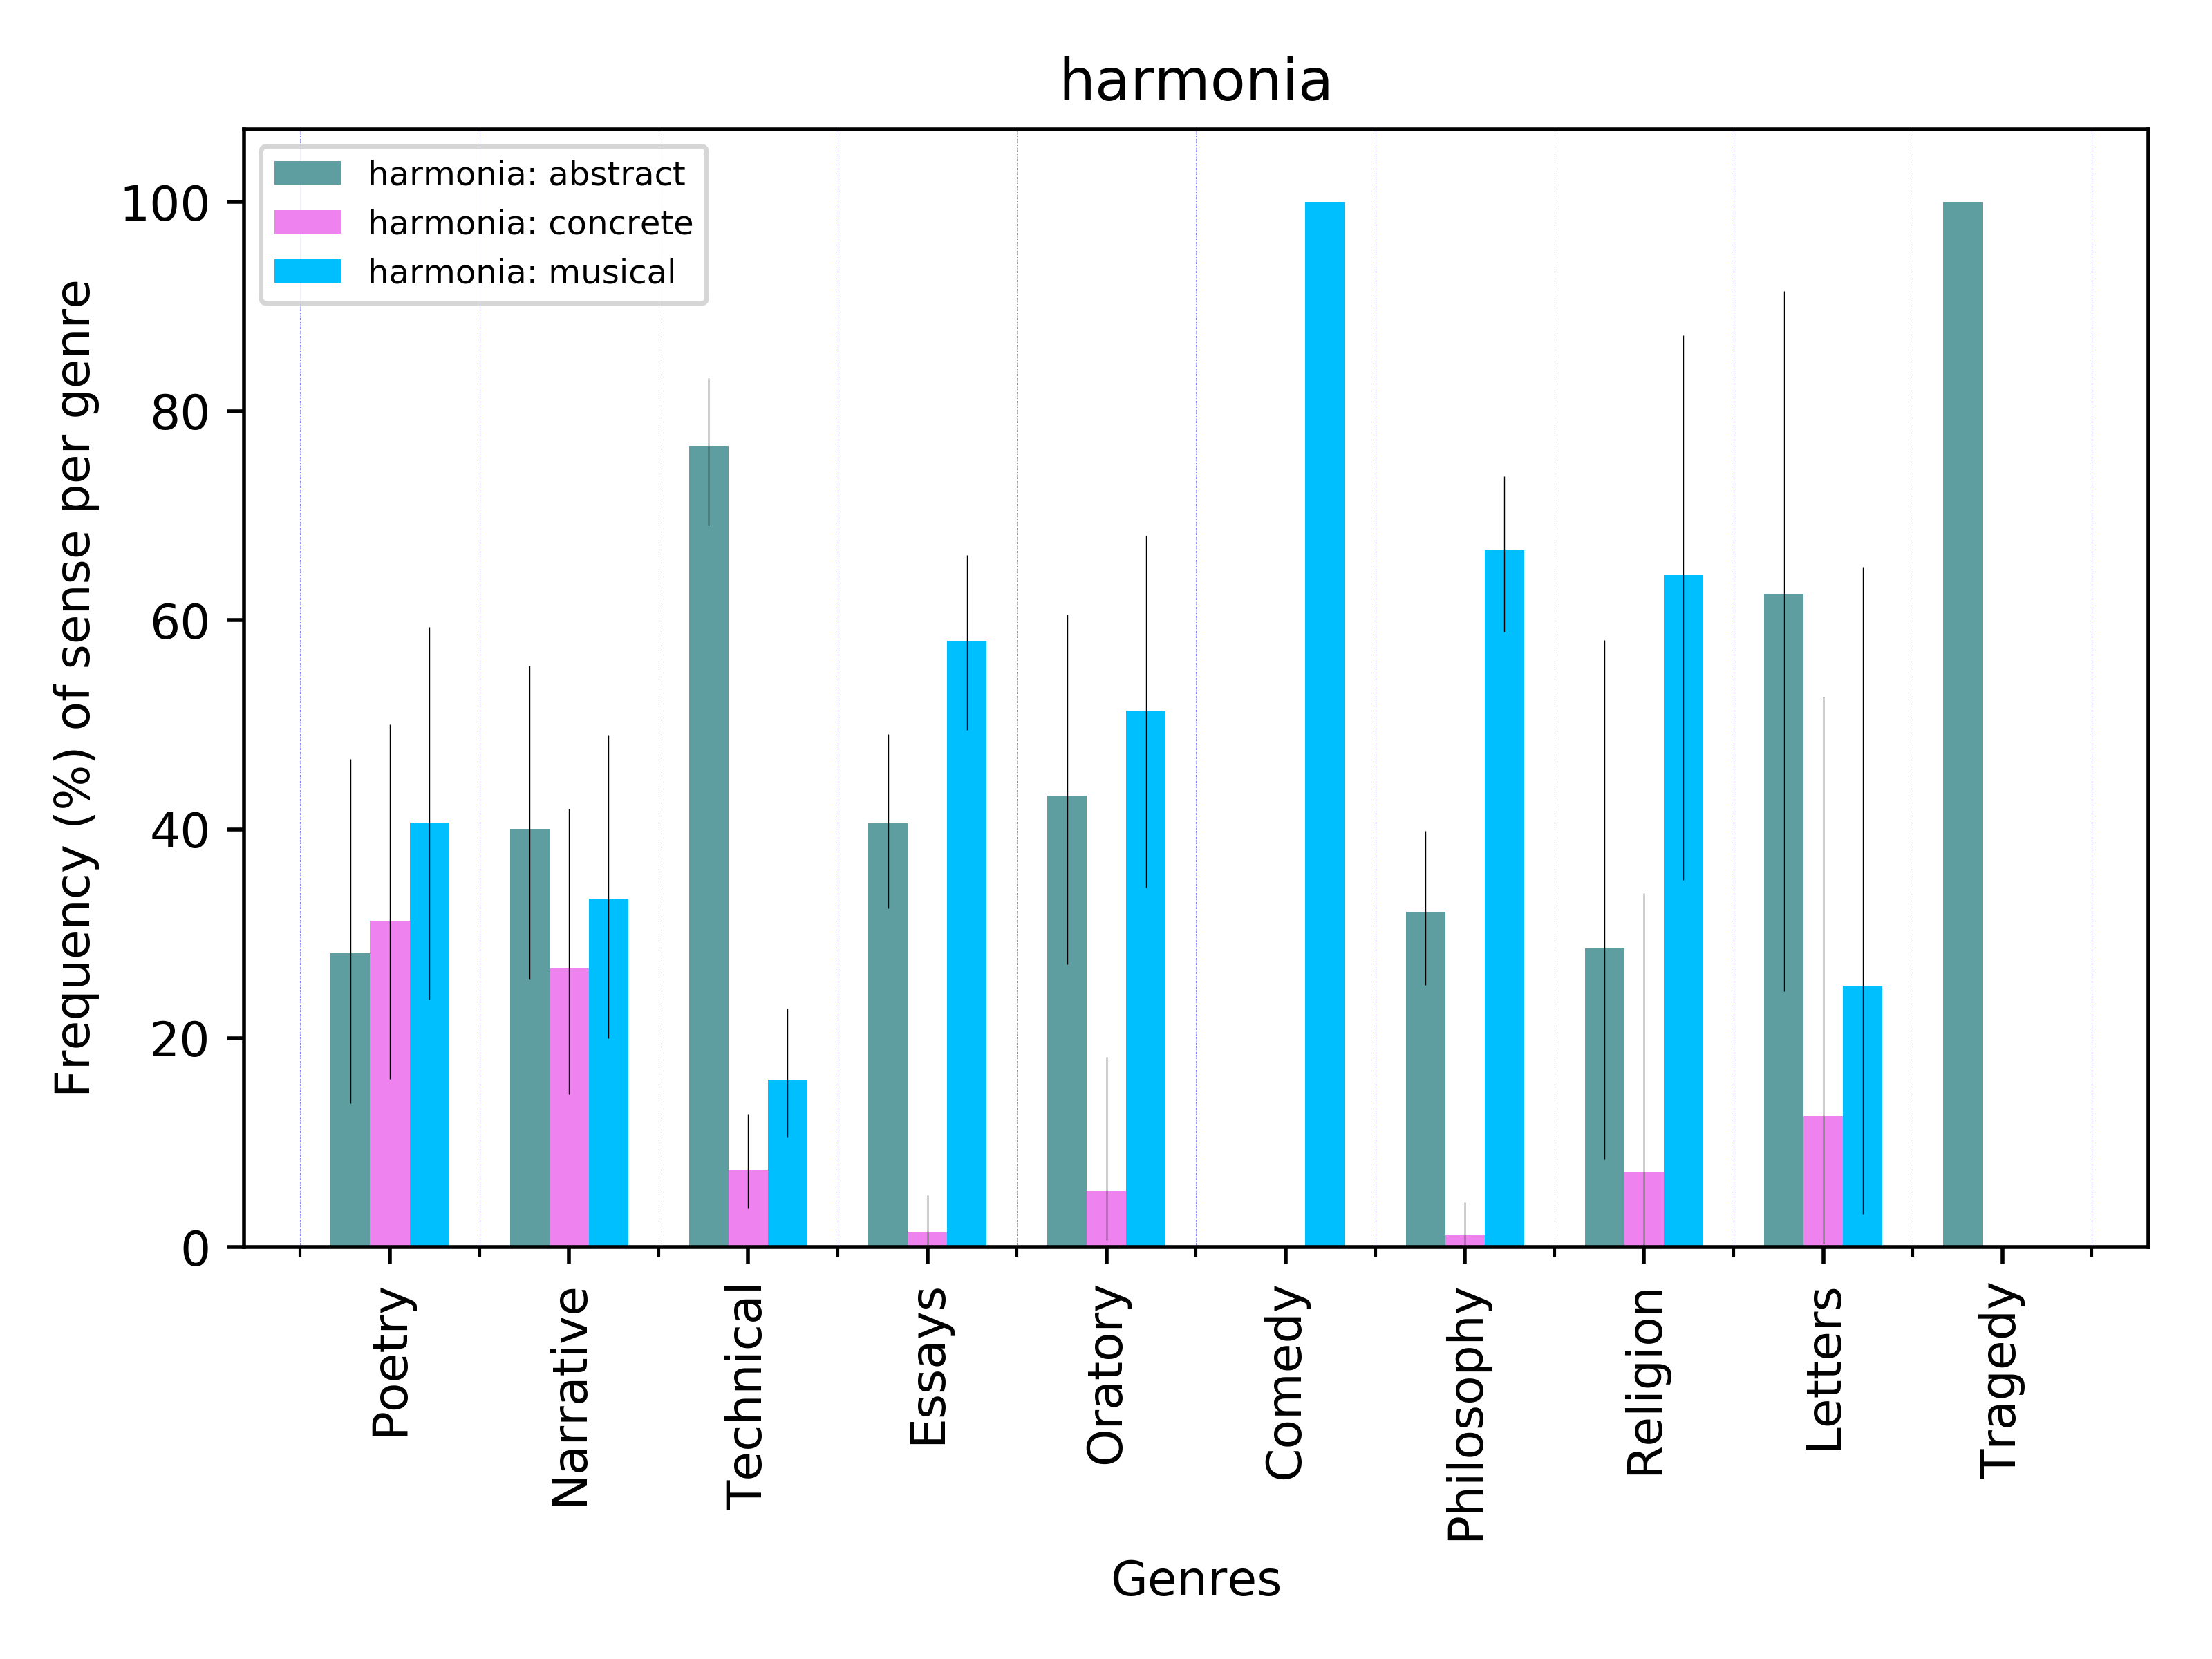 harmonia
harmonia: abstract
harmonia: concrete
harmonia: musical
Frequency (%) of sense per genre
100
80
60
40
20
0
Poetry
Narrative
Technical
Essays
Oratory
Comedy
Philosophy
Religion
Letters
Tragedy
Genres